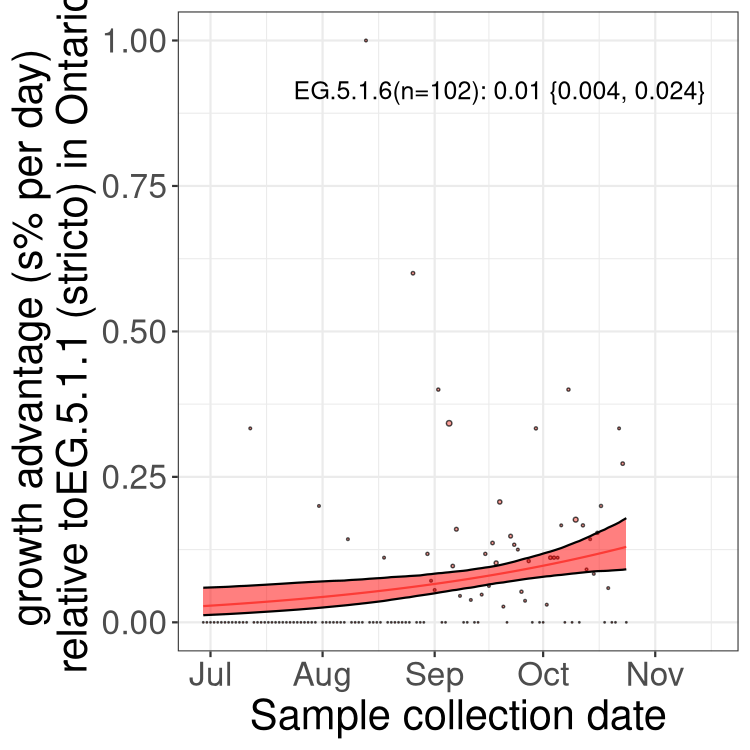 growth advantage (s% per day)
relative toEG.5.1.1 (stricto) in Ontario
1.00
0.75
0.50
0.25
0.00
EG.5.1.6(n=102): 0.01 {0.004, 0.024}
Jul Aug Sep Oct Nov
Sample collection date